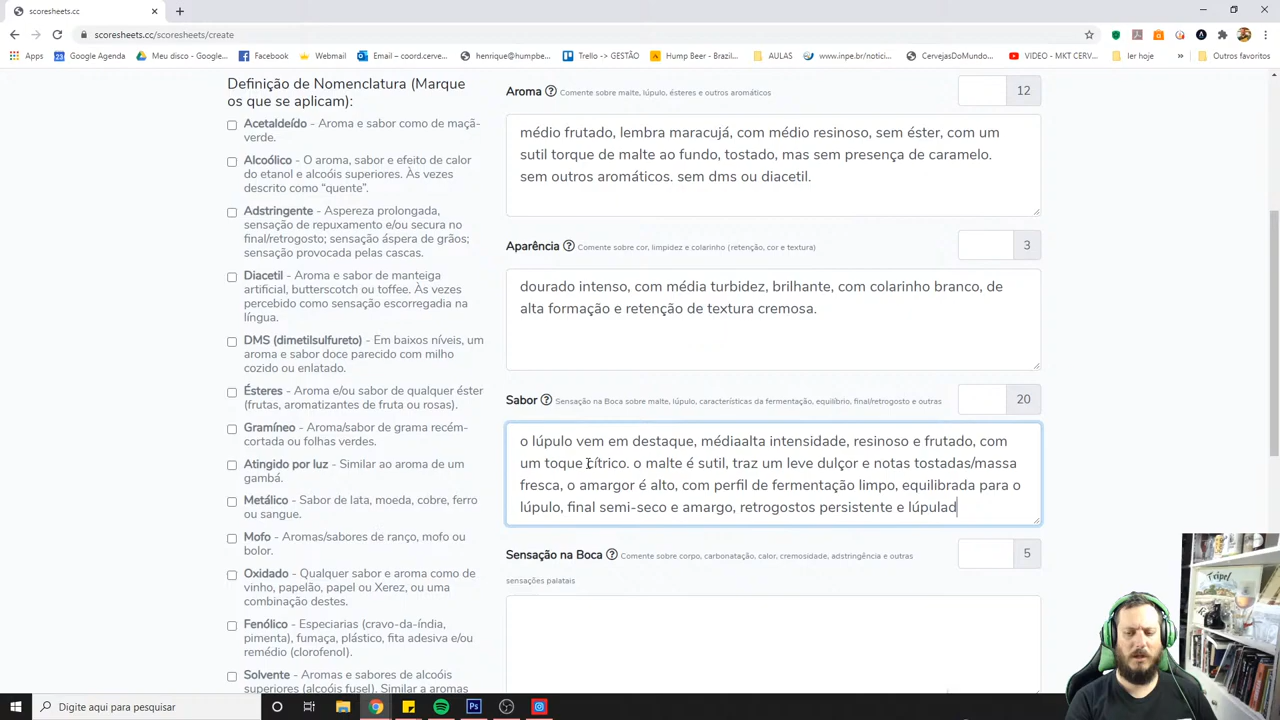 scoresheets.cc
scoresheets.cc/scoresheets/create
Apps
Google Agenda
Meu disco - Google...
Facebook
Webmail
Email – coord.cerve...
henrique@humpbe...
Trello -> GESTÃO
Hump Beer - Brazil...
AULAS
www.inpe.br/notici...
CervejasDoMundo...
VIDEO - MKT CERV...
ler hoje
»
Outros favoritos
Definição de Nomenclatura (Marque
os que se aplicam):
Acetaldeído - Aroma e sabor como de maçã-
verde.
Alcoólico - O aroma, sabor e efeito de calor
do etanol e alcoóis superiores. Às vezes
descrito como “quente”.
Adstringente - Aspereza prolongada,
sensação de repuxamento e/ou secura no
final/retrogosto; sensação áspera de grãos;
sensação provocada pelas cascas.
Diacetil - Aroma e sabor de manteiga
artificial, butterscotch ou toffee. Às vezes
percebido como sensação escorregadia na
língua.
DMS (dimetilsulfureto) - Em baixos níveis, um
aroma e sabor doce parecido com milho
cozido ou enlatado.
Ésteres - Aroma e/ou sabor de qualquer éster
(frutas, aromatizantes de fruta ou rosas).
Gramíneo - Aroma/sabor de grama recém-
cortada ou folhas verdes.
Atingido por luz - Similar ao aroma de um
gambá.
Metálico - Sabor de lata, moeda, cobre, ferro
ou sangue.
Mofo - Aromas/sabores de ranço, mofo ou
bolor.
Oxidado - Qualquer sabor e aroma como de
vinho, papelão, papel ou Xerez, ou uma
combinação destes.
Fenólico - Especiarias (cravo-da-índia,
pimenta), fumaça, plástico, fita adesiva e/ou
remédio (clorofenol).
Solvente - Aromas e sabores de alcoóis
superiores (alcoóis fusel). Similar a aromas
Aroma Comente sobre malte, lúpulo, ésteres e outros aromáticos 12
médio frutado, lembra maracujá, com médio resinoso, sem éster, com um
sutil torque de malte ao fundo, tostado, mas sem presença de caramelo.
sem outros aromáticos. sem dms ou diacetil.
Aparência Comente sobre cor, limpidez e colarinho (retenção, cor e textura) 3
dourado intenso, com média turbidez, brilhante, com colarinho branco, de
alta formação e retenção de textura cremosa.
Sabor Sensação na Boca sobre malte, lúpulo, características da fermentação, equilíbrio, final/retrogosto e outras 20
o lúpulo vem em destaque, médiaalta intensidade, resinoso e frutado, com
um toque cítrico. o malte é sutil, traz um leve dulçor e notas tostadas/massa
fresca, o amargor é alto, com perfil de fermentação limpo, equilibrada para o
lúpulo, final semi-seco e amargo, retrogostos persistente e lúpulad
Sensação na Boca Comente sobre corpo, carbonatação, calor, cremosidade, adstringência e outras 5
sensações palatais
Tripel
Digite aqui para pesquisar